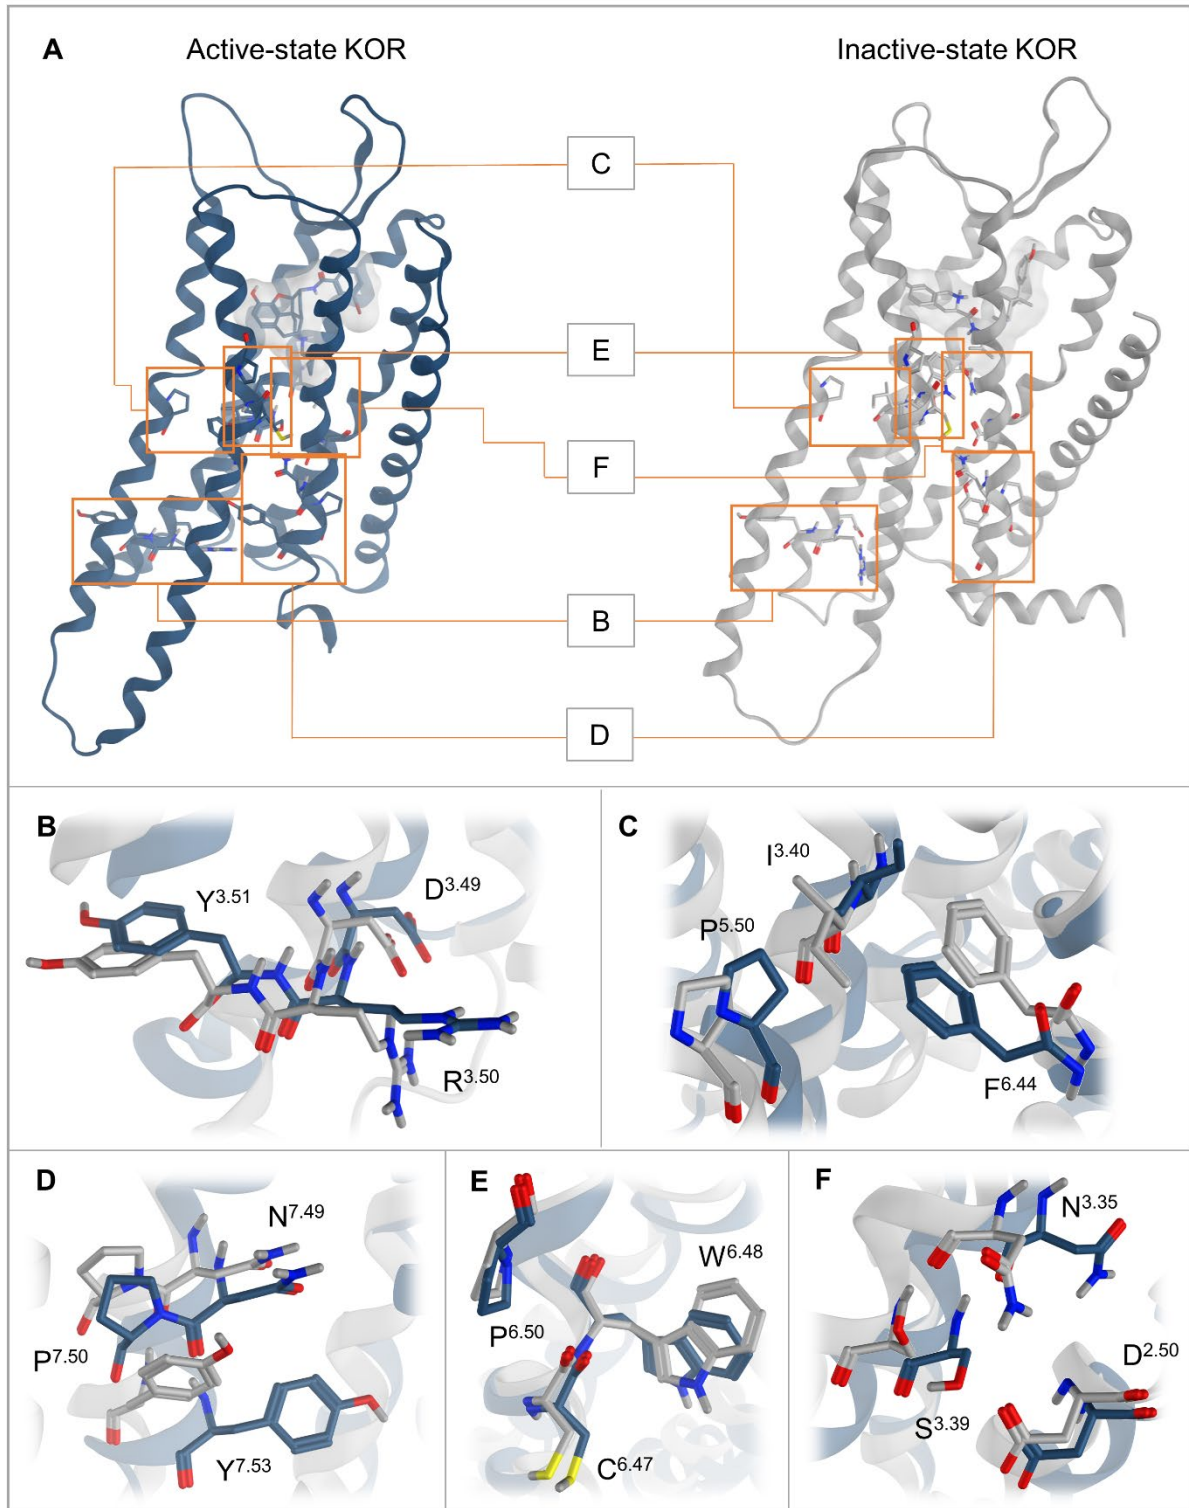 A Active-state KOR Inactive-state KOR
C
E
F
B
D
B
Y3.51
D3.49
R3.50
C
I3.40
P5.50
F6.44
D
N7.49
P7.50
Y7.53
E
W6.48
P6.50
C6.47
F
N3.35
D2.50
S3.39